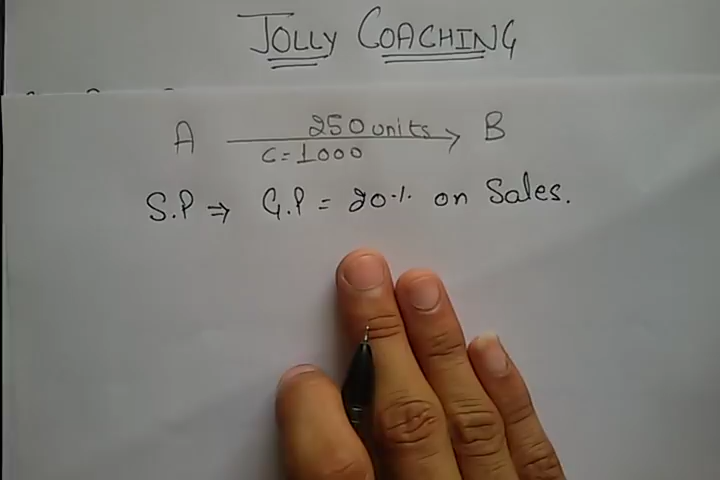 JOLLY COACHING
A 250 units B
C = 1000
S.P ⇒ G.P = 20% on Sales.